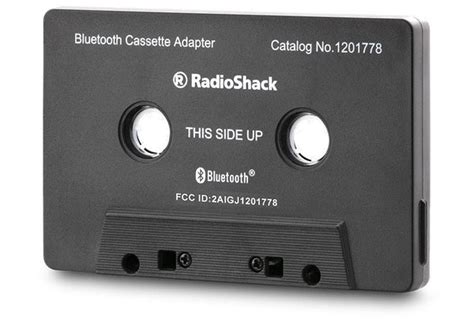 Bluetooth Cassette Adapter Catalog No.1201778
® RadioShack
THIS SIDE UP
Bluetooth®
FCC ID:2AIGJ1201778